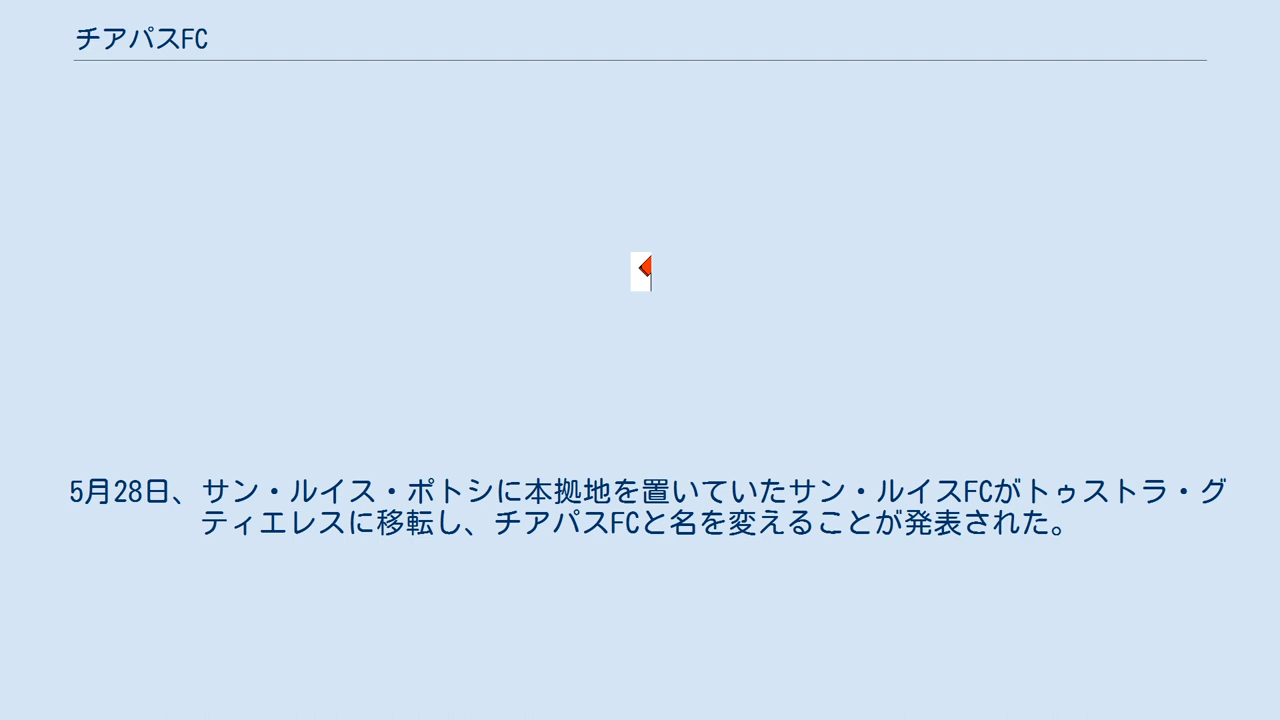 チアパスFC
5月28日、サン・ルイス・ポトシに本拠地を置いていたサン・ルイスFCがトゥストラ・グ
ティエレスに移転し、チアパスFCと名を変えることが発表された。